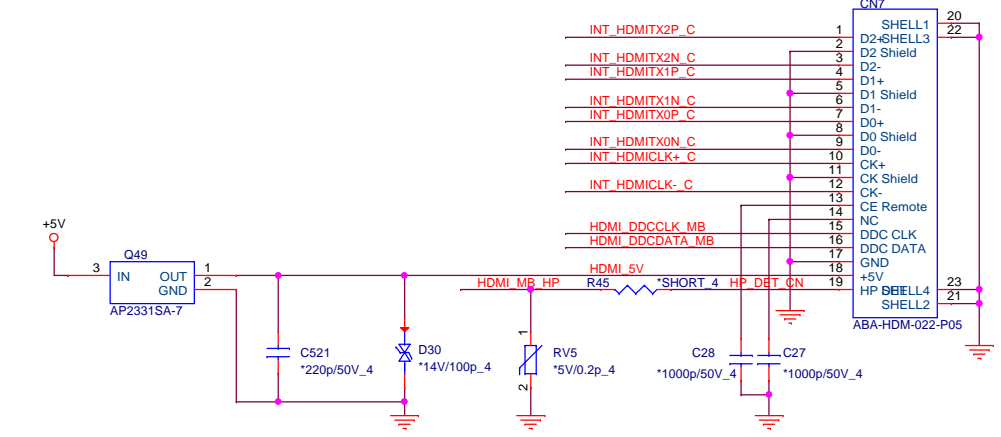 CN7
SHELL1 20
SHELL3 22
INT_HDMITX2P_C 1 D2+
2 D2 Shield
INT_HDMITX2N_C 3 D2-
INT_HDMITX1P_C 4 D1+
5 D1 Shield
INT_HDMITX1N_C 6 D1-
INT_HDMITX0P_C 7 D0+
8 D0 Shield
INT_HDMITX0N_C 9 D0-
INT_HDMICLK+_C 10 CK+
11 CK Shield
INT_HDMICLK-_C 12 CK-
13 CE Remote
14 NC
HDMI_DDCCLK_MB 15 DDC CLK
HDMI_DDCDATA_MB 16 DDC DATA
17 GND
HDMI_5V 18 +5V
HDMI_MB_HP R45 *SHORT_4 HP_DET_CN 19 HP DET
SHELL4 23
SHELL2 21
ABA-HDM-022-P05
+5V
Q49
3 IN OUT 1
GND 2
AP2331SA-7
C521
*220p/50V_4
D30
*14V/100p_4
1
RV5
*5V/0.2p_4
2
C28
*1000p/50V_4
C27
*1000p/50V_4